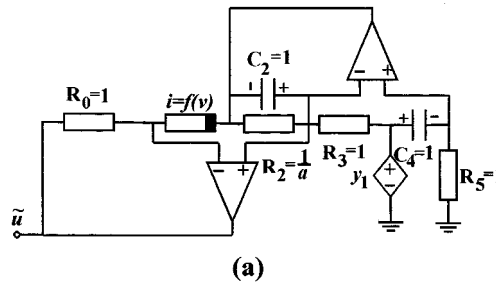 C₂=1
− +
− +
R₀=1
i=f(v)
+ −
R₂=1/a
R₃=1
C₄=1
− +
y₁
+
−
R₅=
ũ
(a)